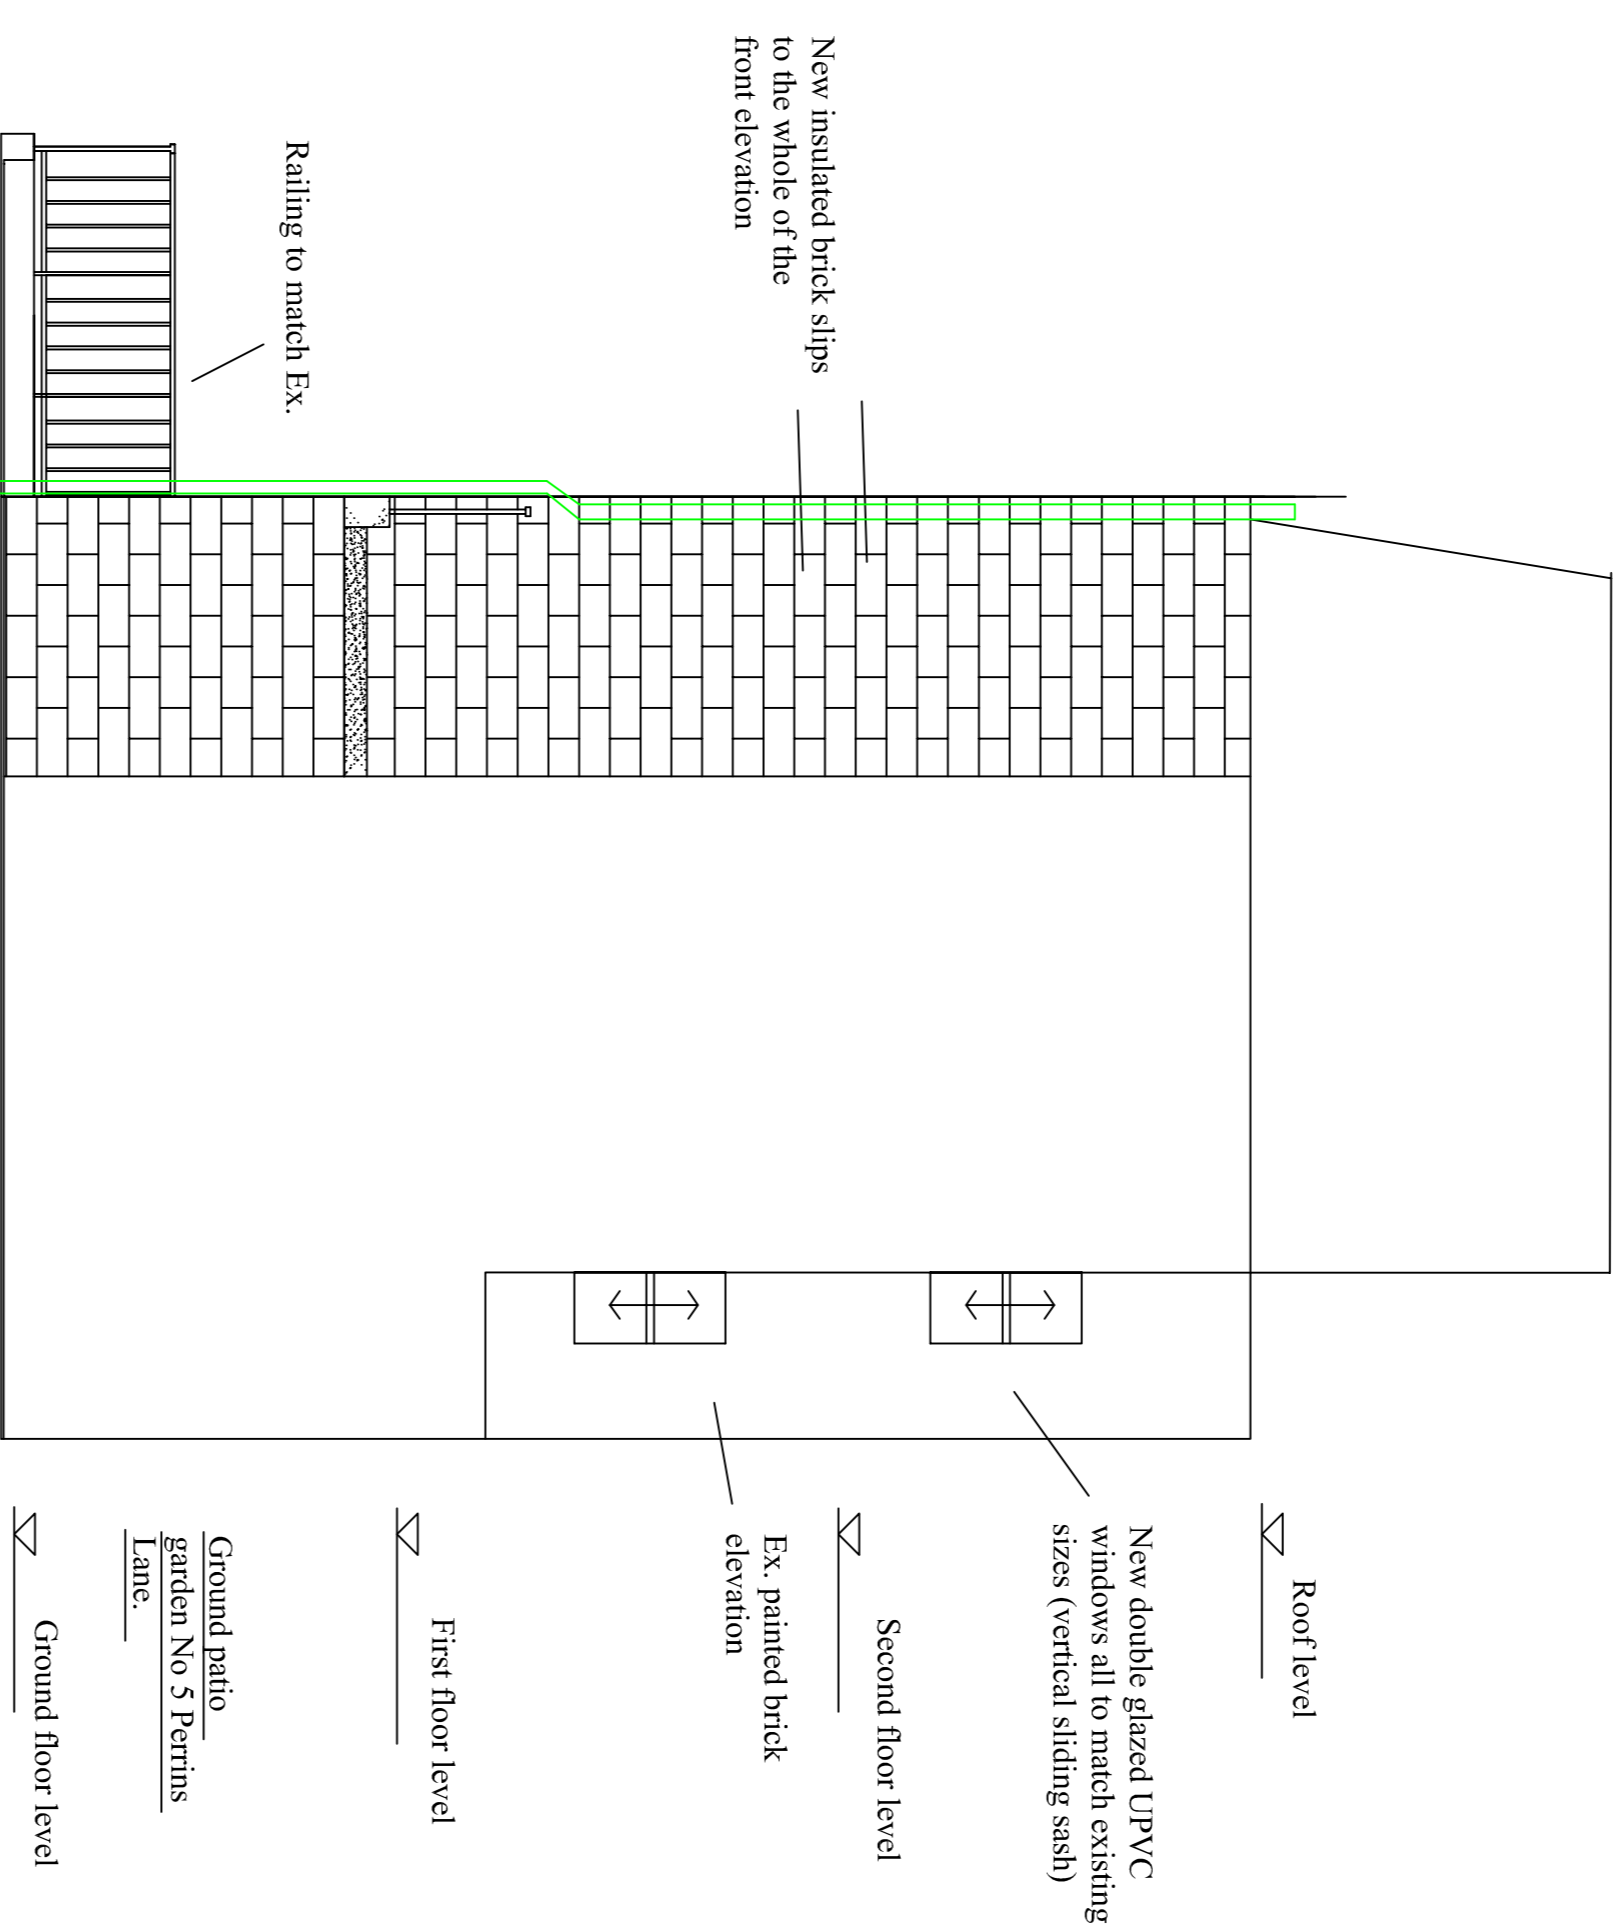 New insulated brick slips
to the whole of the
front elevation
Railing to match Ex.
Roof level
New double glazed UPVC
windows all to match existing
sizes (vertical sliding sash)
Second floor level
Ex. painted brick
elevation
First floor level
Ground patio
garden No 5 Perrins
Lane.
Ground floor level